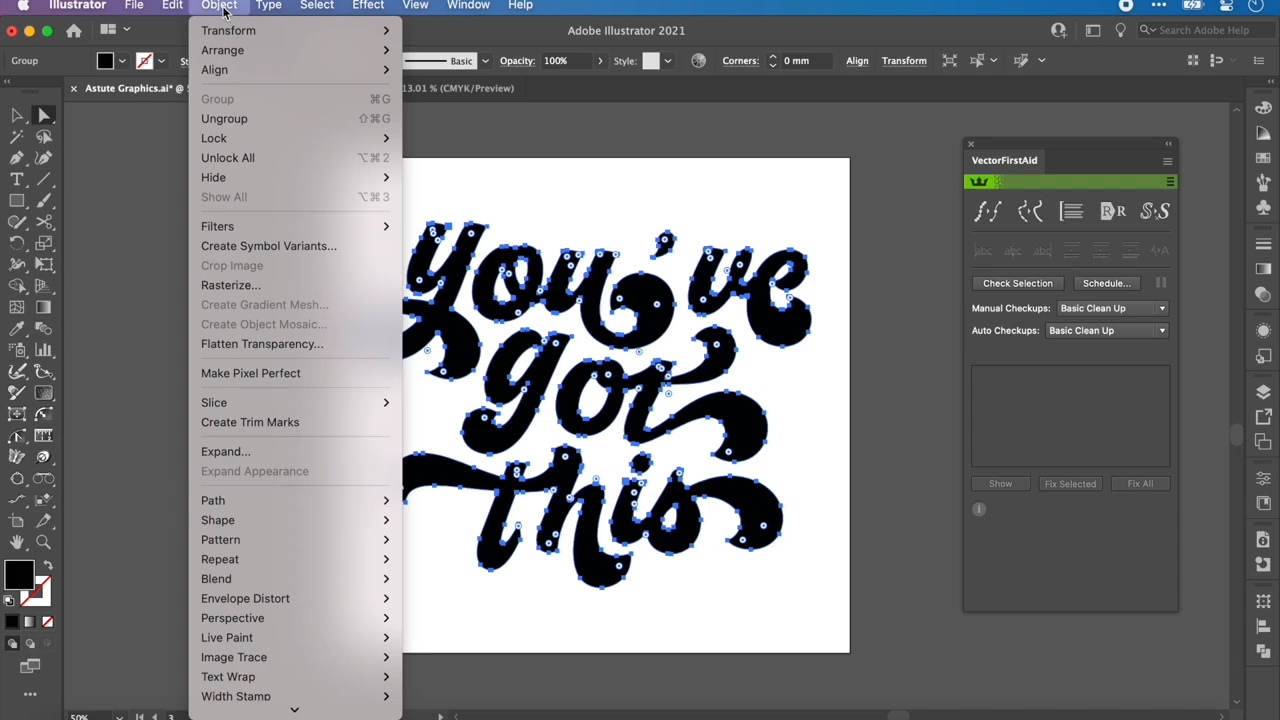 Illustrator File Edit Object Type Select Effect View Window Help
Adobe Illustrator 2021
Search Adobe Help
Group
Basic
Opacity: 100%
Style:
Corners: 0 mm
Align
Transform
Astute Graphics.ai* @
13.01 % (CMYK/Preview)
Transform
Arrange
Align
Group ⌘G
Ungroup ⇧⌘G
Lock
Unlock All ⌥⌘2
Hide
Show All ⌥⌘3
Filters
Create Symbol Variants...
Crop Image
Rasterize...
Create Gradient Mesh...
Create Object Mosaic...
Flatten Transparency...
Make Pixel Perfect
Slice
Create Trim Marks
Expand...
Expand Appearance
Path
Shape
Pattern
Repeat
Blend
Envelope Distort
Perspective
Live Paint
Image Trace
Text Wrap
Width Stamp
you've
got
this
VectorFirstAid
Check Selection
Schedule...
Manual Checkups: Basic Clean Up
Auto Checkups: Basic Clean Up
Show
Fix Selected
Fix All
50%
3